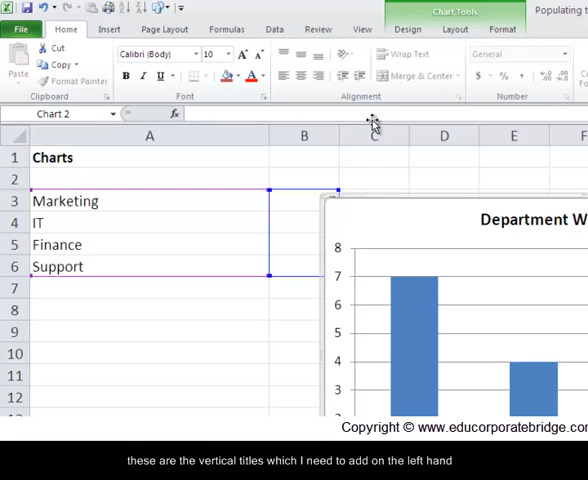 Chart Tools
Populating t
File Home Insert Page Layout Formulas Data Review View Design Layout Format
Cut
Copy
Format Painter
Paste
Clipboard
Calibri (Body) 10 A A
B I U A
Font
Wrap Text
Merge & Center
Alignment
General
$ % ,
Number
Chart 2
fx
A B C D E F
1 Charts
2
3 Marketing
4 IT
5 Finance
6 Support
7
8
9
10
11
12
Department W
8
7
6
5
4
3
Copyright © www.educorporatebridge.com
these are the vertical titles which I need to add on the left hand